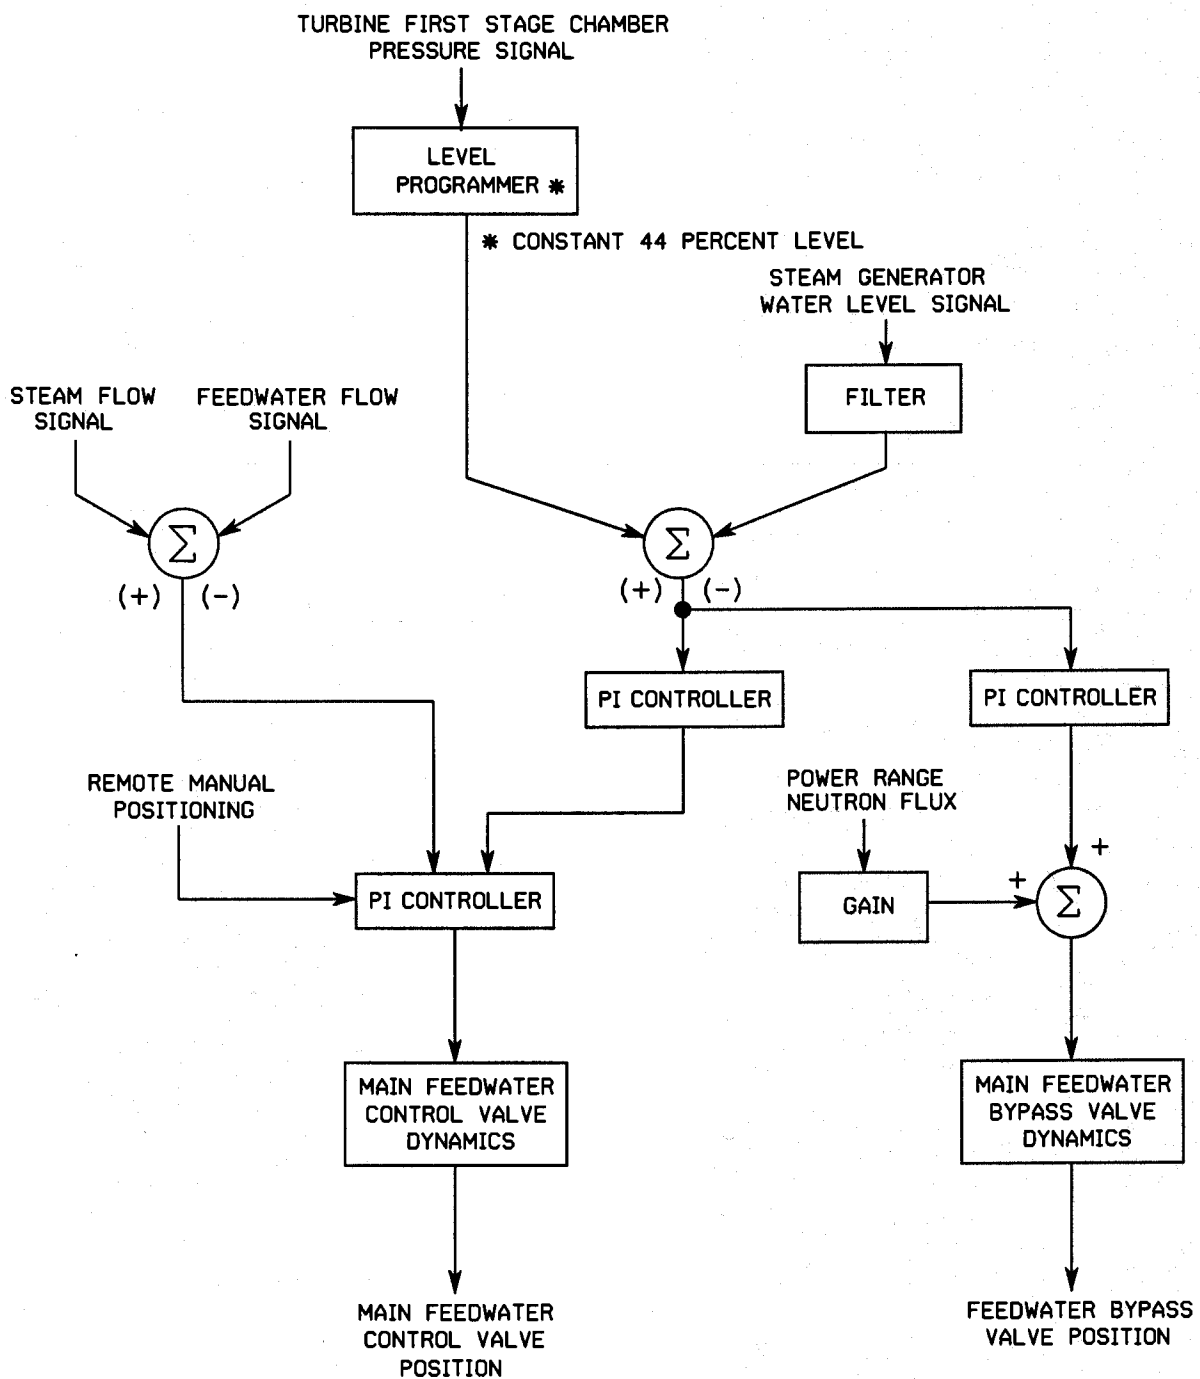 TURBINE FIRST STAGE CHAMBER
PRESSURE SIGNAL
LEVEL
PROGRAMMER *
* CONSTANT 44 PERCENT LEVEL
STEAM GENERATOR
WATER LEVEL SIGNAL
FILTER
STEAM FLOW
SIGNAL
FEEDWATER FLOW
SIGNAL
Σ
(+) (-)
Σ
(+) (-)
PI CONTROLLER
PI CONTROLLER
REMOTE MANUAL
POSITIONING
POWER RANGE
NEUTRON FLUX
PI CONTROLLER
GAIN
+
+
Σ
MAIN FEEDWATER
CONTROL VALVE
DYNAMICS
MAIN FEEDWATER
BYPASS VALVE
DYNAMICS
MAIN FEEDWATER
CONTROL VALVE
POSITION
FEEDWATER BYPASS
VALVE POSITION